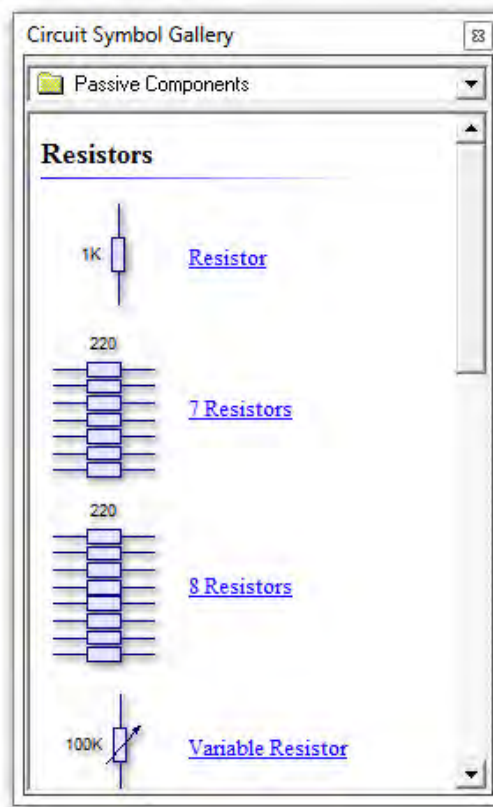 Circuit Symbol Gallery
Passive Components
Resistors
1K
Resistor
220
7 Resistors
220
8 Resistors
100K
Variable Resistor